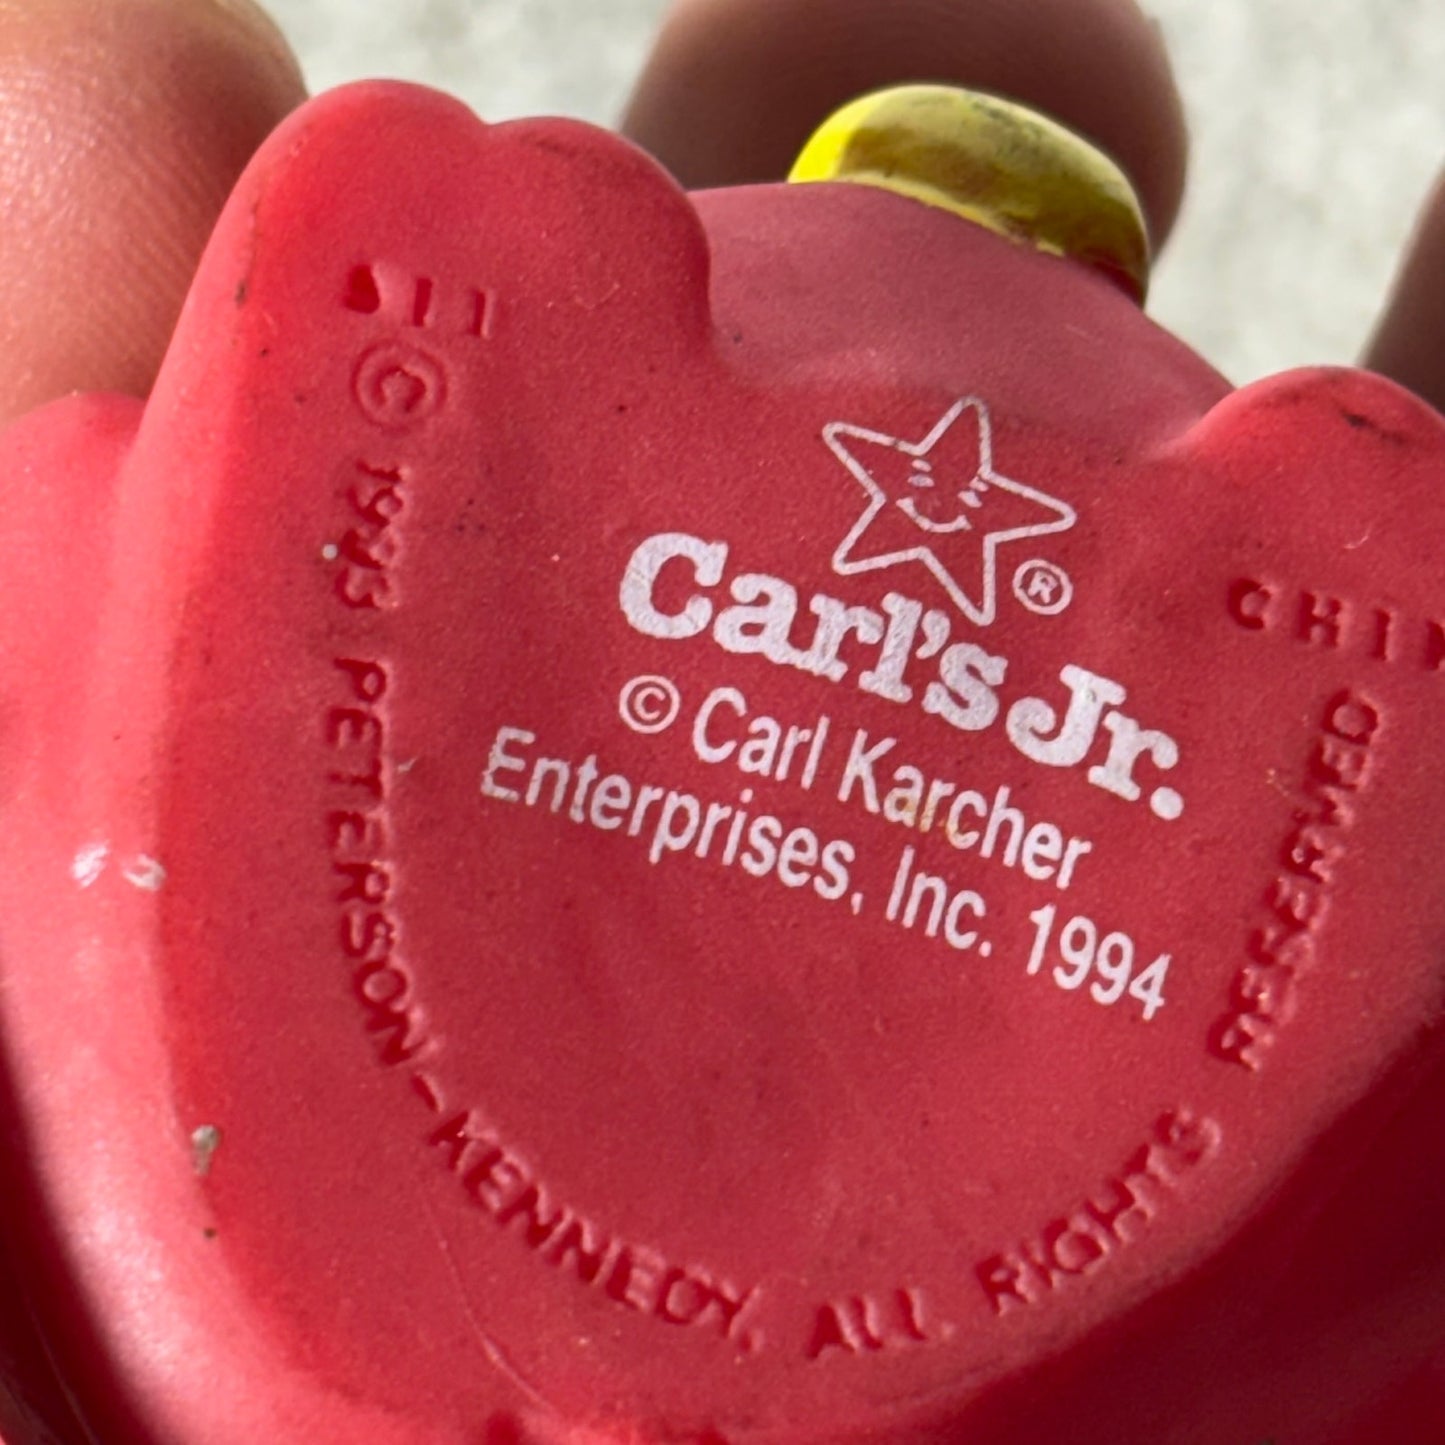 Carl's Jr.®
© Carl Karcher
Enterprises, Inc. 1994
© 1993 PETERSON-KENNEDY, ALL RIGHTS RESERVED